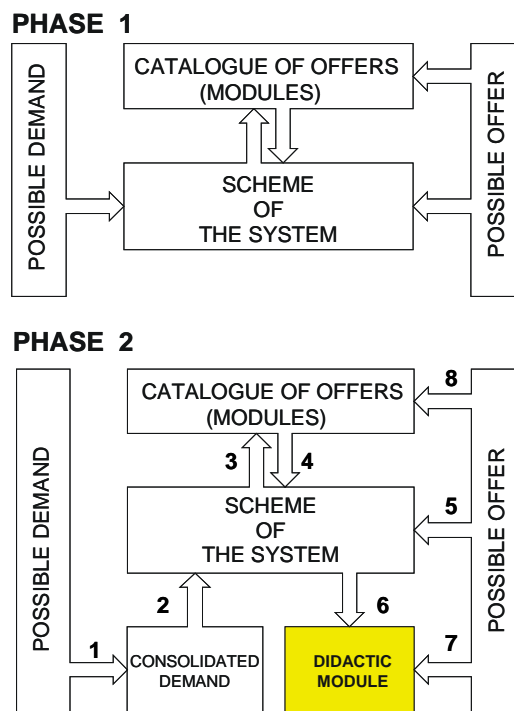 PHASE 1
POSSIBLE DEMAND
CATALOGUE OF OFFERS
(MODULES)
SCHEME
OF
THE SYSTEM
POSSIBLE OFFER
PHASE 2
POSSIBLE DEMAND
CATALOGUE OF OFFERS
(MODULES)
8
3
4
SCHEME
OF
THE SYSTEM
5
POSSIBLE OFFER
2
6
1
CONSOLIDATED
DEMAND
DIDACTIC
MODULE
7